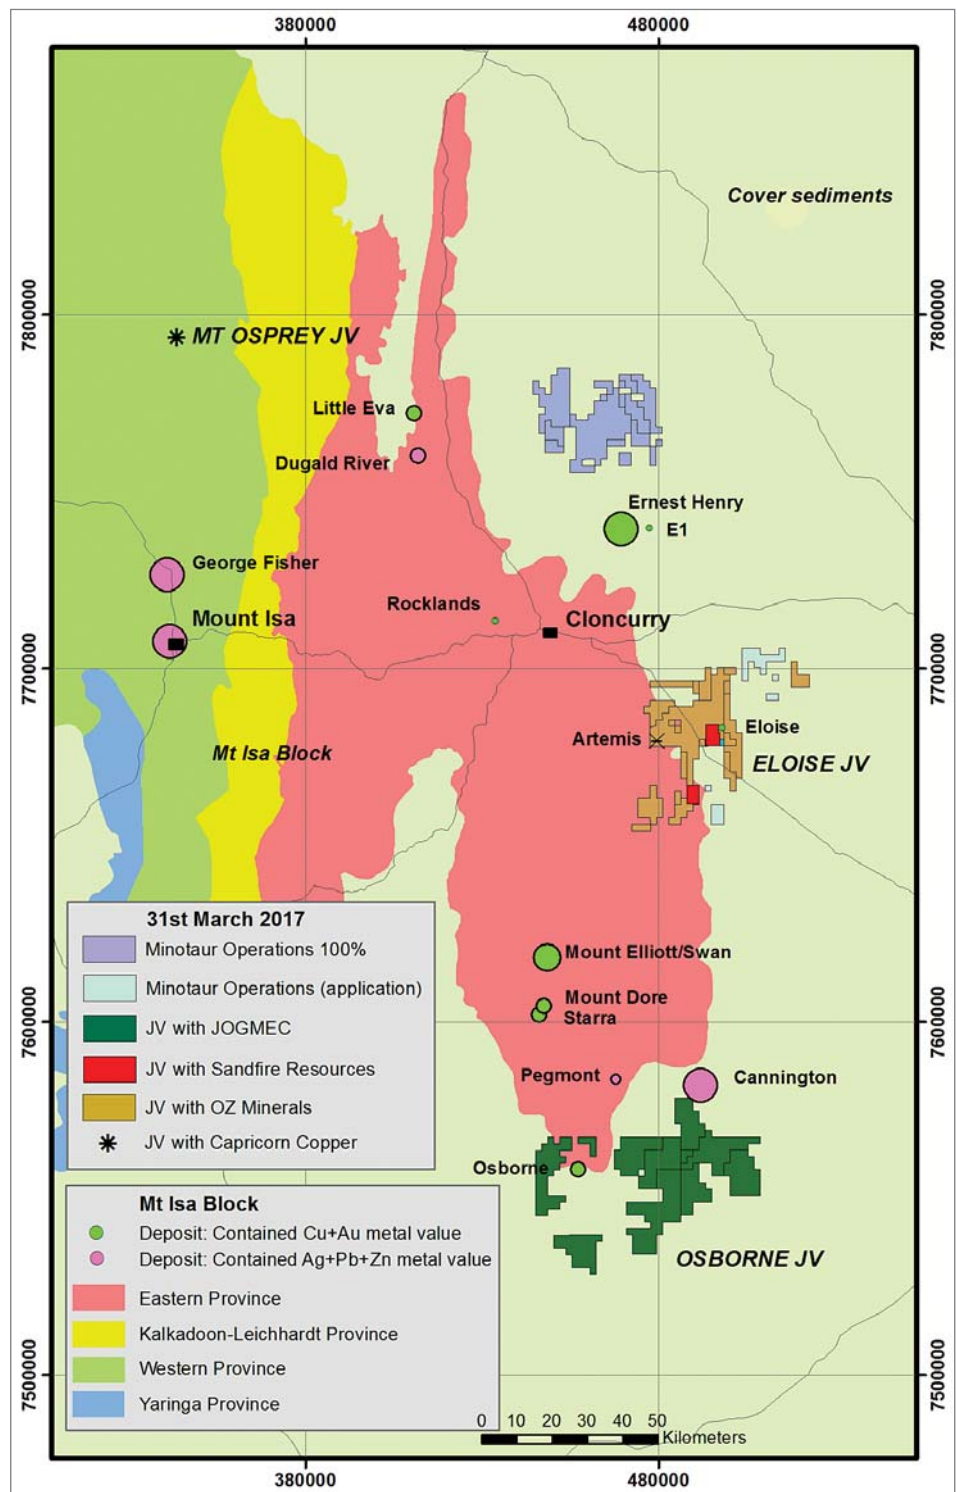 380000
480000
Cover sediments
7800000
7800000
MT OSPREY JV
Little Eva
Dugald River
Ernest Henry
E1
George Fisher
Rocklands
Mount Isa
Cloncurry
7700000
7700000
Artemis
Eloise
Mt Isa Block
ELOISE JV
31st March 2017
Minotaur Operations 100%
Minotaur Operations (application)
JV with JOGMEC
JV with Sandfire Resources
JV with OZ Minerals
JV with Capricorn Copper
Mount Elliott/Swan
Mount Dore
Starra
7600000
7600000
Pegmont
Cannington
Osborne
OSBORNE JV
Mt Isa Block
Deposit: Contained Cu+Au metal value
Deposit: Contained Ag+Pb+Zn metal value
Eastern Province
Kalkadoon-Leichhardt Province
Western Province
Yaringa Province
7500000
7500000
0 10 20 30 40 50
Kilometers
380000
480000